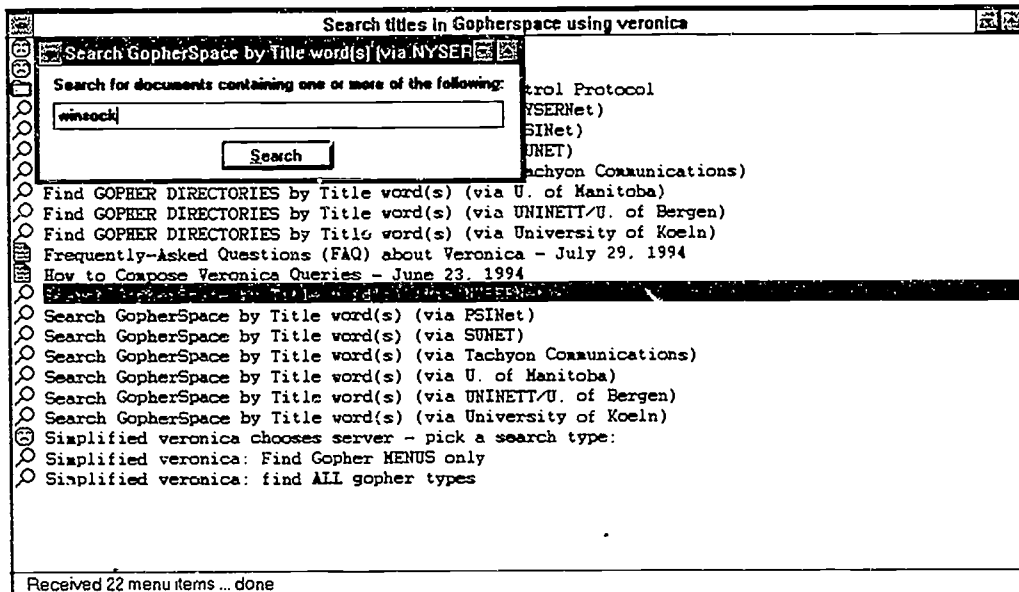 Search titles in Gopherspace using veronica
Search GopherSpace by Title word(s) (via NYSER
Search for documents containing one or more of the following:
winsock
Search
trol Protocol
YSERNet)
SINet)
UNET)
achyon Communications)
Find GOPHER DIRECTORIES by Title word(s) (via U. of Manitoba)
Find GOPHER DIRECTORIES by Title word(s) (via UNINETT/U. of Bergen)
Find GOPHER DIRECTORIES by Title word(s) (via University of Koeln)
Frequently-Asked Questions (FAQ) about Veronica - July 29, 1994
How to Compose Veronica Queries - June 23, 1994
Search GopherSpace by Title word(s) (via PSINet)
Search GopherSpace by Title word(s) (via SUNET)
Search GopherSpace by Title word(s) (via Tachyon Communications)
Search GopherSpace by Title word(s) (via U. of Manitoba)
Search GopherSpace by Title word(s) (via UNINETT/U. of Bergen)
Search GopherSpace by Title word(s) (via University of Koeln)
Simplified veronica chooses server - pick a search type:
Simplified veronica: Find Gopher MENUS only
Simplified veronica: find ALL gopher types
Received 22 menu items ... done